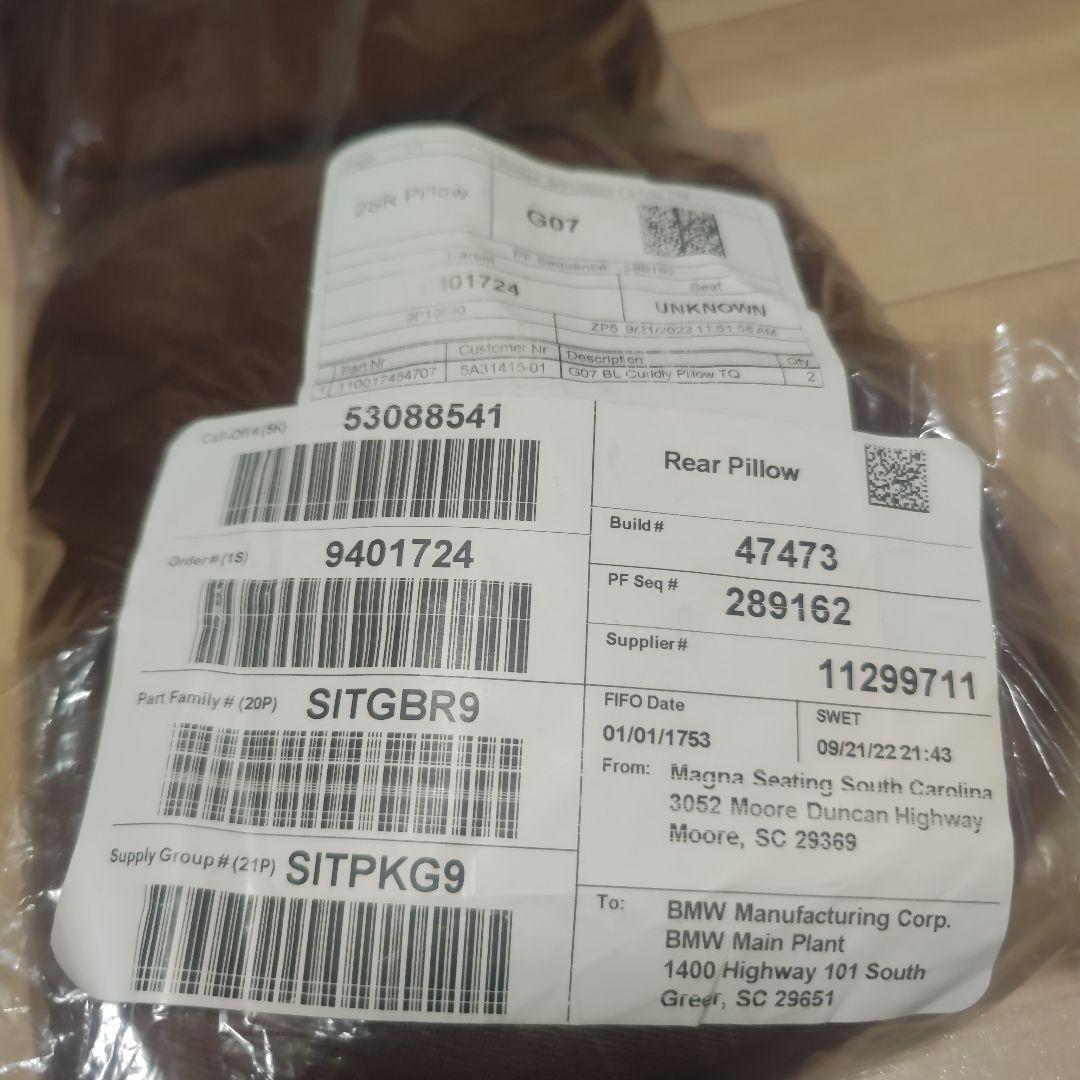 G07
PF Sequence
Seat
101724
UNKNOWN
ZP5 9/21/2022 11:51:56 AM
Part Nr Customer Nr Description Qty
1 110017454707 5A31415-01 G07 BL Cuddly Pillow TQ 2
Call-Off# (5K) 53088541
Rear Pillow
Build# 47473
Order# (1S) 9401724
PF Seq # 289162
Supplier# 11299711
Part Family # (20P) SITGBR9
FIFO Date 01/01/1753
SWET 09/21/22 21:43
From: Magna Seating South Carolina
3052 Moore Duncan Highway
Moore, SC 29369
Supply Group # (21P) SITPKG9
To: BMW Manufacturing Corp.
BMW Main Plant
1400 Highway 101 South
Greer, SC 29651